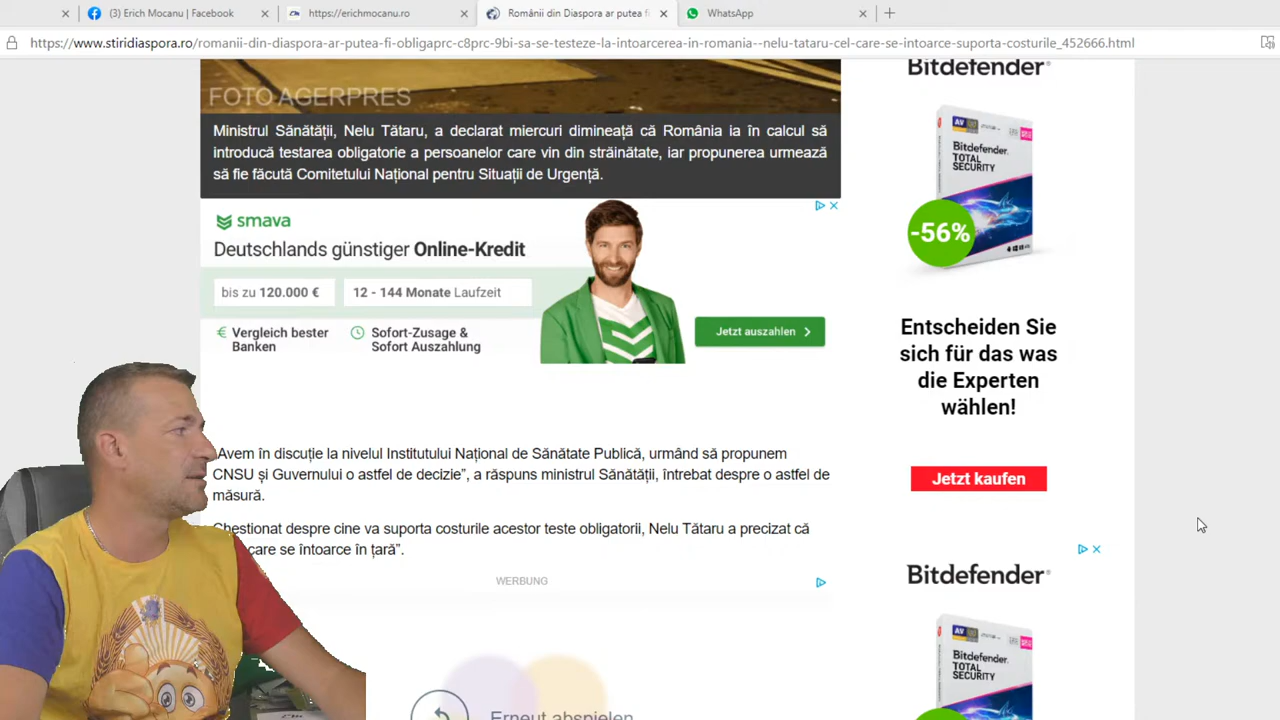 (3) Erich Mocanu | Facebook
https://erichmocanu.ro
Românii din Diaspora ar putea fi
WhatsApp
https://www.stiridiaspora.ro/romanii-din-diaspora-ar-putea-fi-obligaprc-c8prc-9bi-sa-se-testeze-la-intoarcerea-in-romania--nelu-tataru-cel-care-se-intoarce-suporta-costurile_452666.html
FOTO AGERPRES
Ministrul Sănătății, Nelu Tătaru, a declarat miercuri dimineață că România ia în calcul să
introducă testarea obligatorie a persoanelor care vin din străinătate, iar propunerea urmează
să fie făcută Comitetului Național pentru Situații de Urgență.
smava
Deutschlands günstiger Online-Kredit
bis zu 120.000 €
12 - 144 Monate Laufzeit
Vergleich bester
Banken
Sofort-Zusage &
Sofort Auszahlung
Jetzt auszahlen
Avem în discuție la nivelul Institutului Național de Sănătate Publică, urmând să propunem
CNSU și Guvernului o astfel de decizie”, a răspuns ministrul Sănătății, întrebat despre o astfel de
măsură.
Chestionat despre cine va suporta costurile acestor teste obligatorii, Nelu Tătaru a precizat că
care se întoarce în țară”.
WERBUNG
Erneut abspielen
Bitdefender
Bitdefender
TOTAL
SECURITY
-56%
Entscheiden Sie
sich für das was
die Experten
wählen!
Jetzt kaufen
Bitdefender
Bitdefender
TOTAL
SECURITY